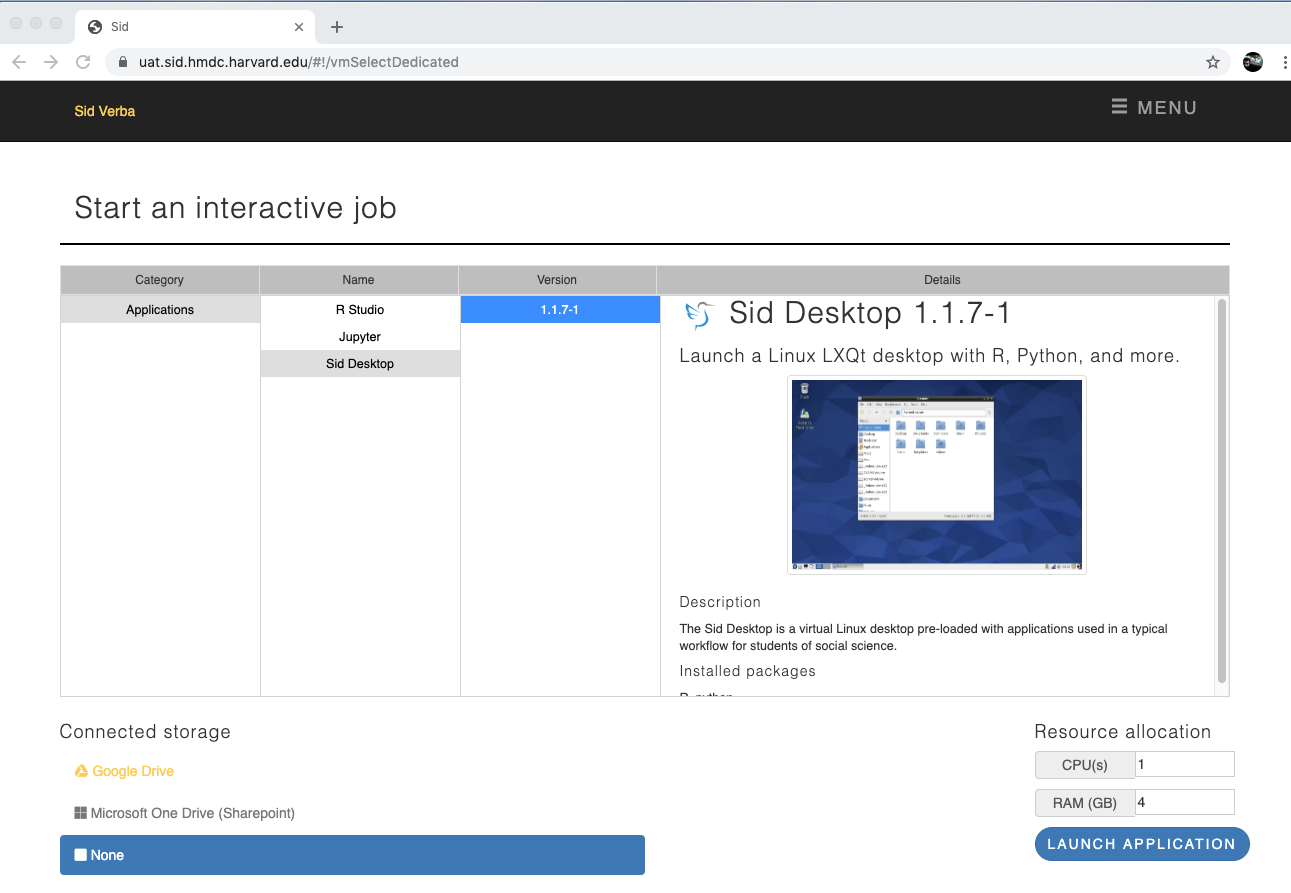 Sid
uat.sid.hmdc.harvard.edu/#!/vmSelectDedicated
Sid Verba
MENU
Start an interactive job
Category Name Version Details
Applications
R Studio
Jupyter
Sid Desktop
1.1.7-1
Sid Desktop 1.1.7-1
Launch a Linux LXQt desktop with R, Python, and more.
Description
The Sid Desktop is a virtual Linux desktop pre-loaded with applications used in a typical
workflow for students of social science.
Installed packages
R, python
Connected storage
Google Drive
Microsoft One Drive (Sharepoint)
None
Resource allocation
CPU(s) 1
RAM (GB) 4
LAUNCH APPLICATION